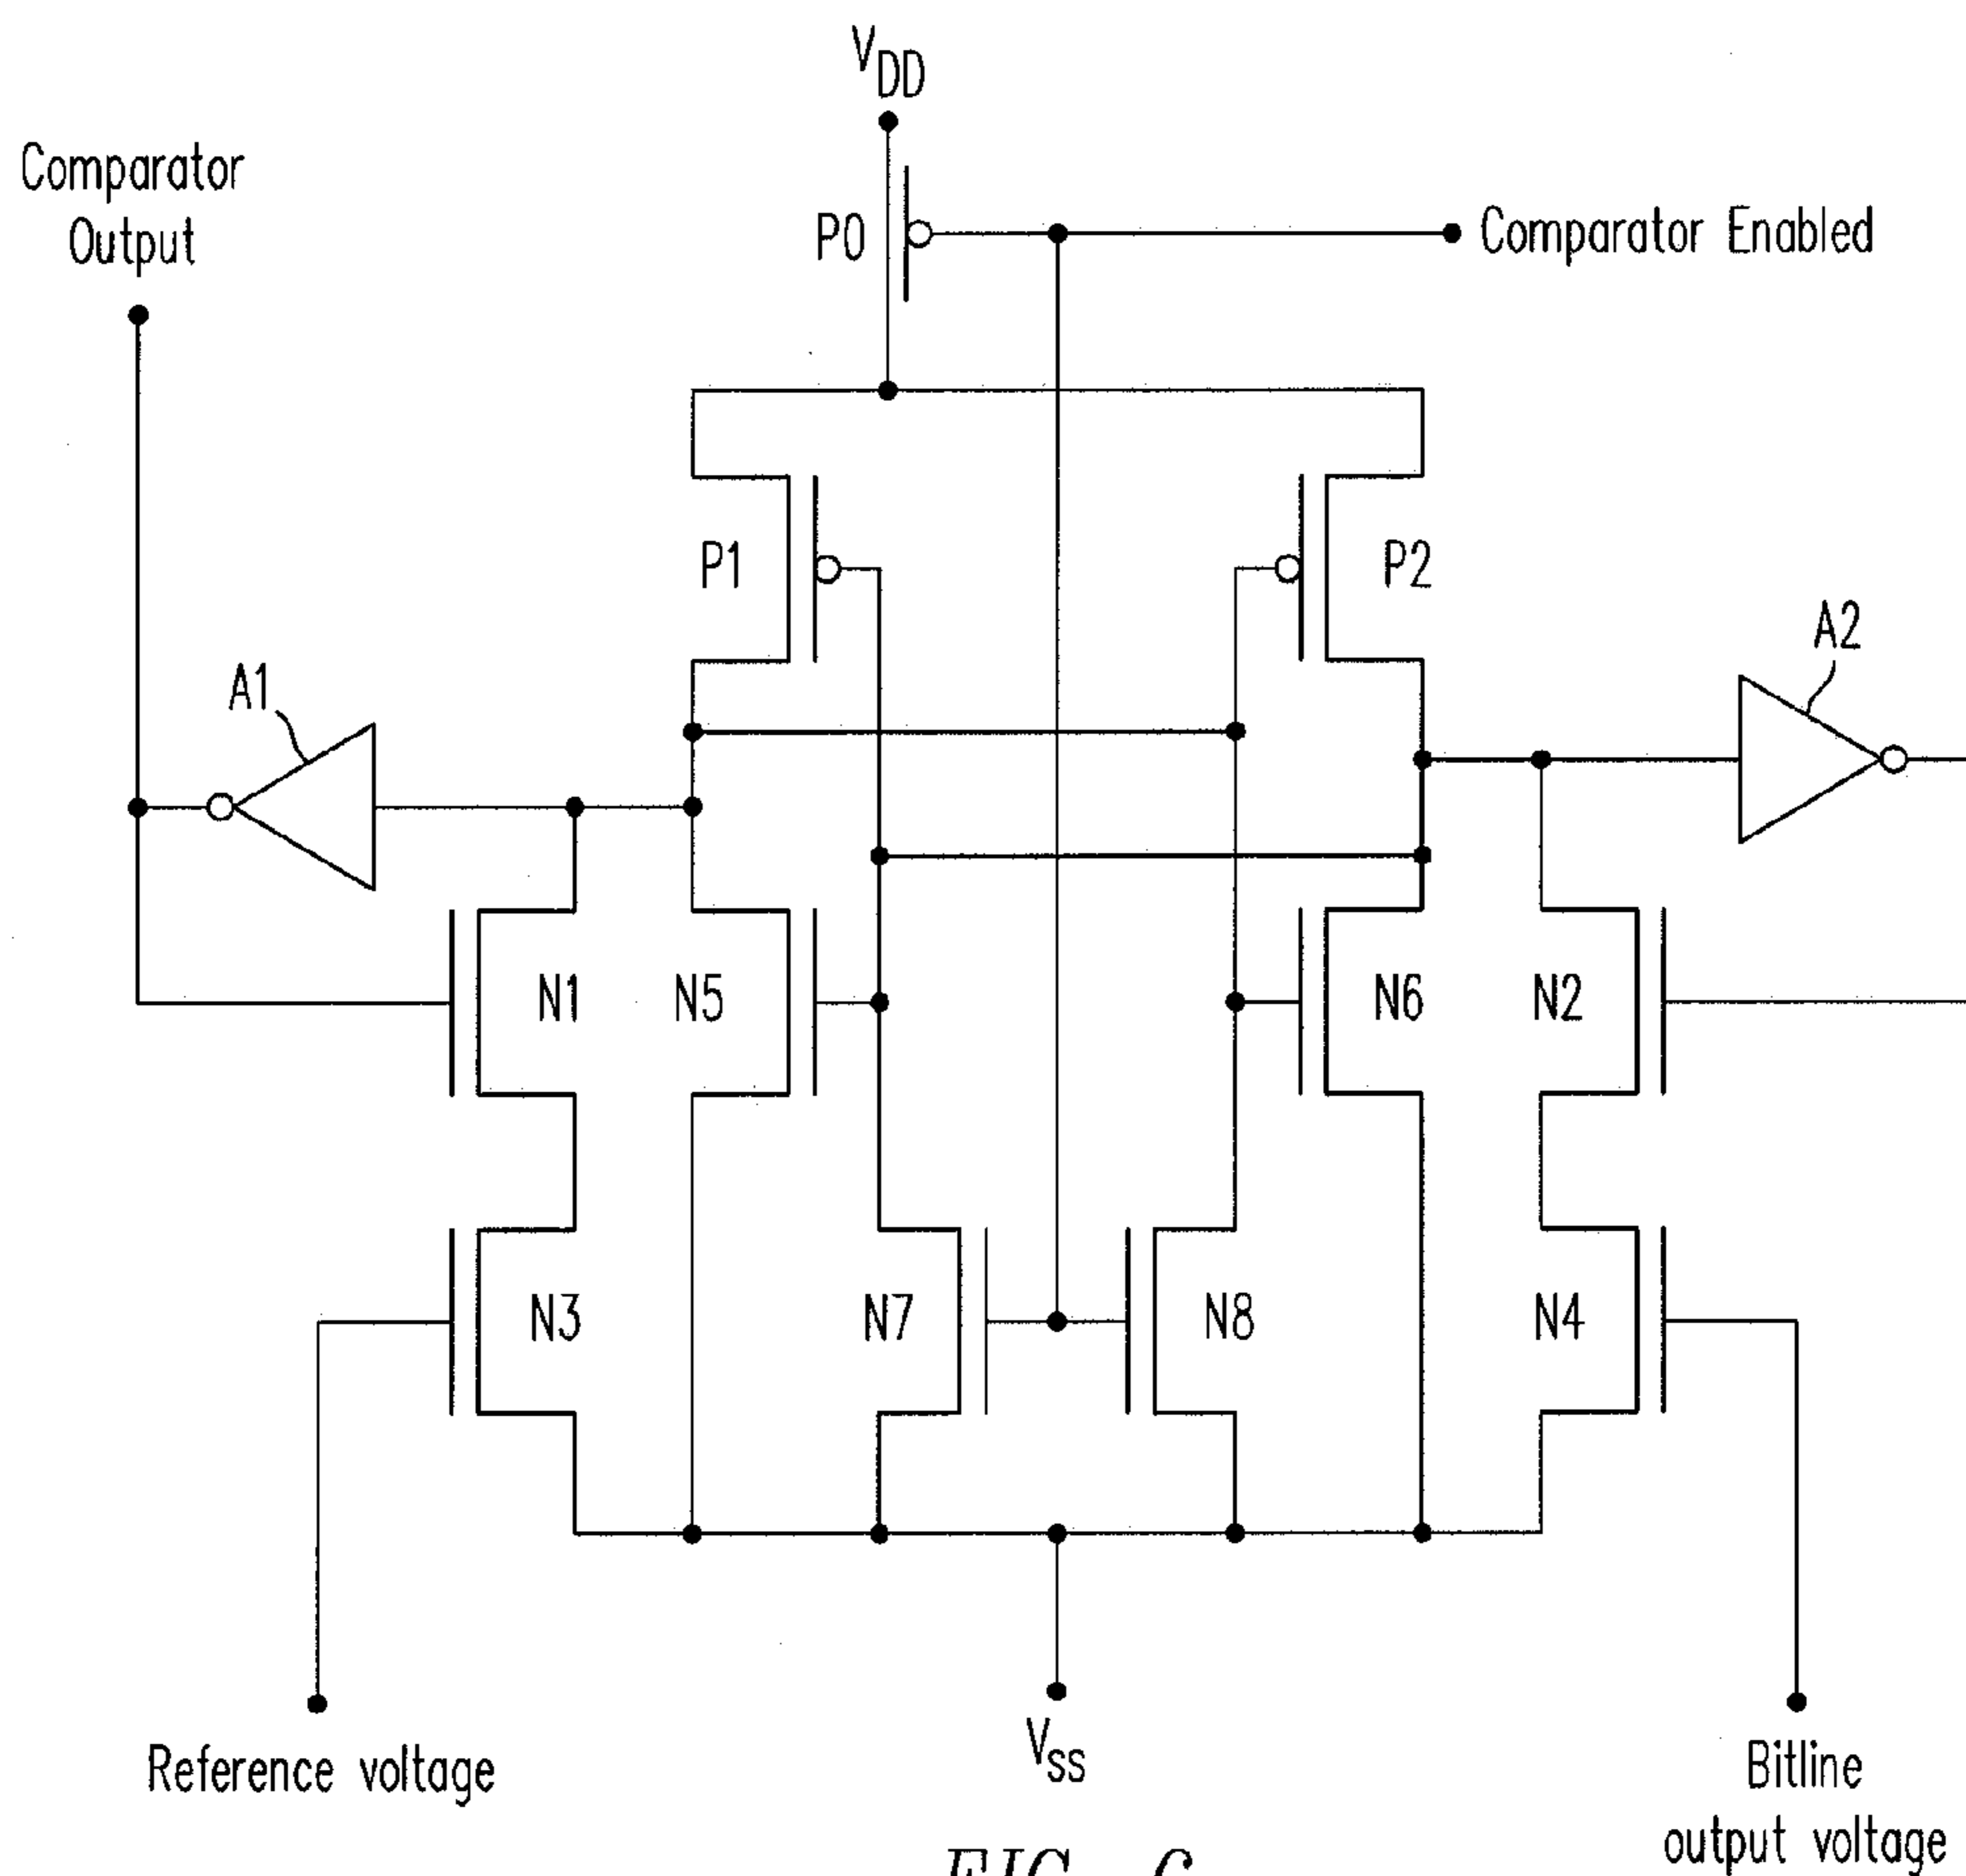 VDD
Comparator
Output
P0
Comparator Enabled
P1
P2
A1
A2
N1
N5
N6
N2
N3
N7
N8
N4
Reference voltage
VSS
Bitline
output voltage